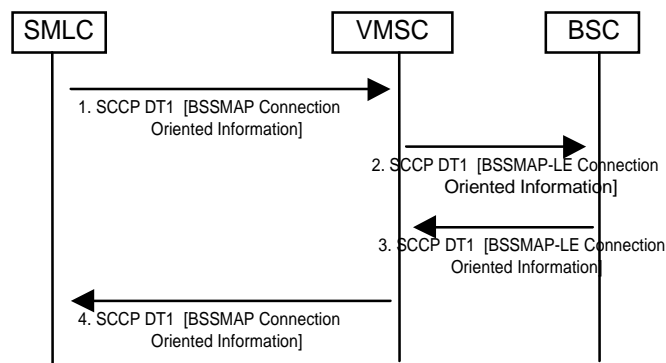 SMLC
VMSC
BSC
1. SCCP DT1 [BSSMAP Connection
Oriented Information]
2. SCCP DT1 [BSSMAP-LE Connection
Oriented Information]
3. SCCP DT1 [BSSMAP-LE Connection
Oriented Information]
4. SCCP DT1 [BSSMAP Connection
Oriented Information]